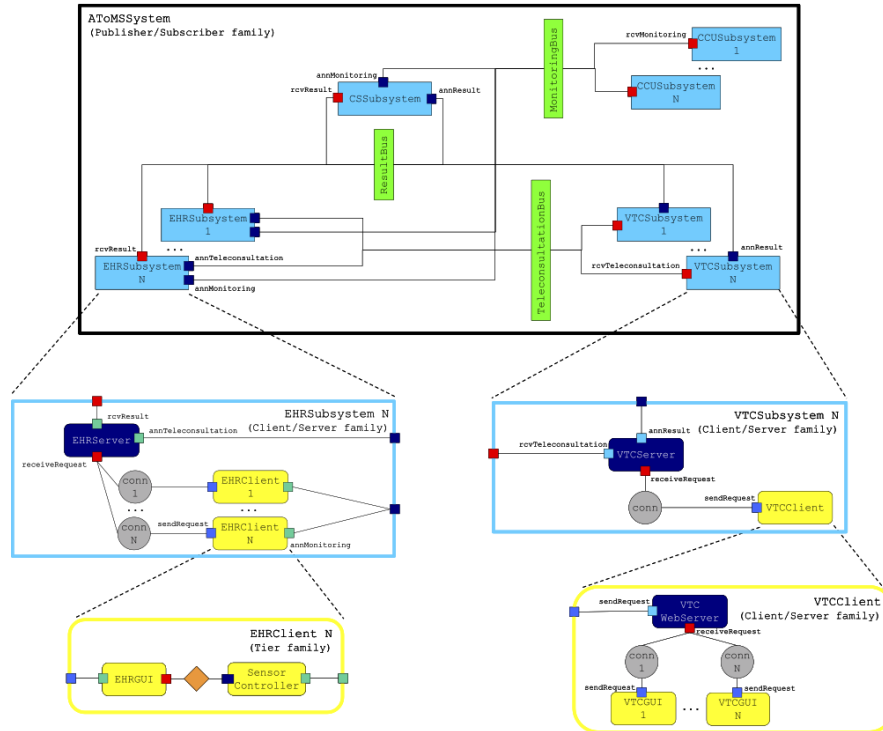 AToMSSystem
(Publisher/Subscriber family)
MonitoringBus
rcvMonitoring
CCUSubsystem
1
...
CCUSubsystem
N
annMonitoring
rcvResult
annResult
CSSubsystem
ResultBus
TeleconsultationBus
EHRSubsystem
1
...
rcvResult
annTeleconsultation
EHRSubsystem
N
annMonitoring
VTCSubsystem
1
...
annResult
rcvTeleconsultation
VTCSubsystem
N
EHRSubsystem N
(Client/Server family)
rcvResult
annTeleconsultation
EHRServer
receiveRequest
conn
1
EHRClient
1
...
...
sendRequest
conn
N
EHRClient
N
annMonitoring
VTCSubsystem N
(Client/Server family)
annResult
rcvTeleconsultation
VTCServer
receiveRequest
sendRequest
conn
VTCClient
EHRClient N
(Tier family)
EHRGUI
Sensor
Controller
VTCClient
(Client/Server family)
sendRequest
VTC
WebServer
receiveRequest
conn
1
conn
N
sendRequest
sendRequest
VTCGUI
1
...
VTCGUI
N